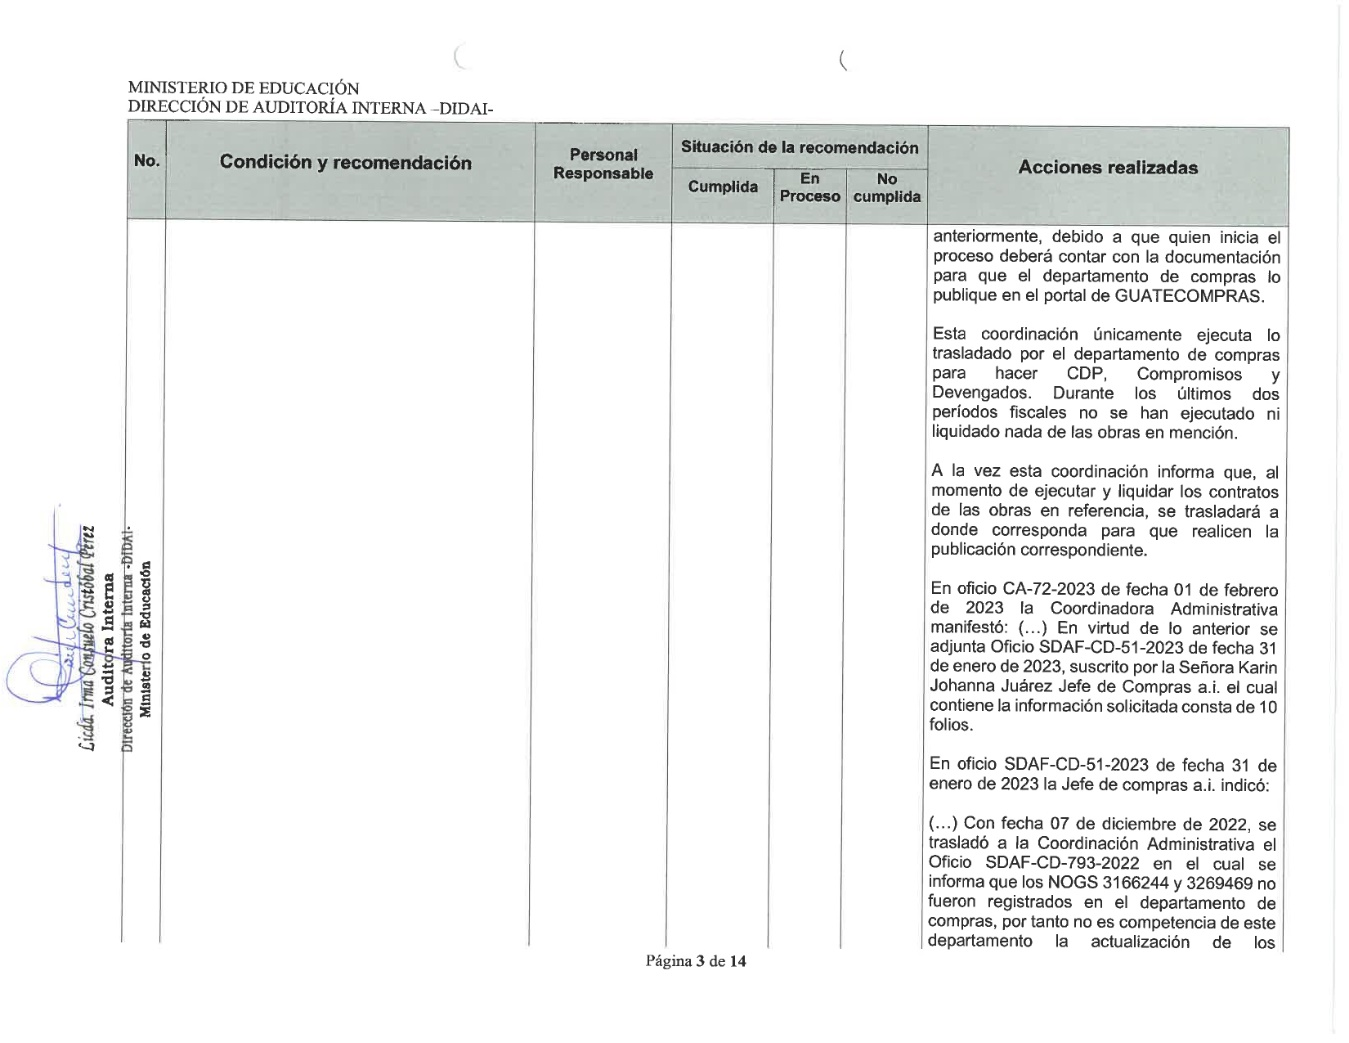 MINISTERIO DE EDUCACIÓN
DIRECCIÓN DE AUDITORÍA INTERNA –DIDAI-
No.
Condición y recomendación
Personal
Responsable
Situación de la recomendación
Cumplida
En
Proceso
No
cumplida
Acciones realizadas
anteriormente, debido a que quien inicia el
proceso deberá contar con la documentación
para que el departamento de compras lo
publique en el portal de GUATECOMPRAS.
Esta coordinación únicamente ejecuta lo
trasladado por el departamento de compras
para hacer CDP, Compromisos y
Devengados. Durante los últimos dos
períodos fiscales no se han ejecutado ni
liquidado nada de las obras en mención.
A la vez esta coordinación informa que, al
momento de ejecutar y liquidar los contratos
de las obras en referencia, se trasladará a
donde corresponda para que realicen la
publicación correspondiente.
En oficio CA-72-2023 de fecha 01 de febrero
de 2023 la Coordinadora Administrativa
manifestó: (...) En virtud de lo anterior se
adjunta Oficio SDAF-CD-51-2023 de fecha 31
de enero de 2023, suscrito por la Señora Karin
Johanna Juárez Jefe de Compras a.i. el cual
contiene la información solicitada consta de 10
folios.
En oficio SDAF-CD-51-2023 de fecha 31 de
enero de 2023 la Jefe de compras a.i. indicó:
(...) Con fecha 07 de diciembre de 2022, se
trasladó a la Coordinación Administrativa el
Oficio SDAF-CD-793-2022 en el cual se
informa que los NOGS 3166244 y 3269469 no
fueron registrados en el departamento de
compras, por tanto no es competencia de este
departamento la actualización de los
Licda. Irma Consuelo Cristóbal Pérez
Auditora Interna
Dirección de Auditoría Interna -DIDAI-
Ministerio de Educación
Página 3 de 14